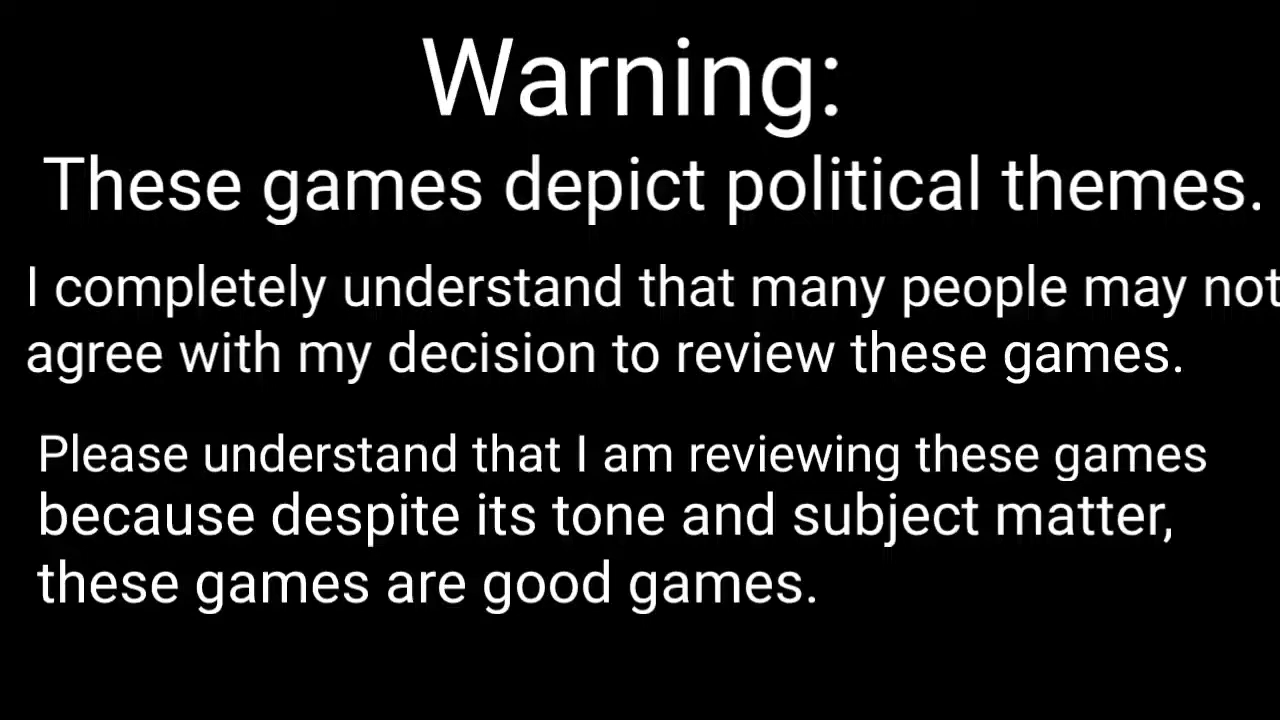 Warning:
These games depict political themes.
I completely understand that many people may not
agree with my decision to review these games.
Please understand that I am reviewing these games
because despite its tone and subject matter,
these games are good games.